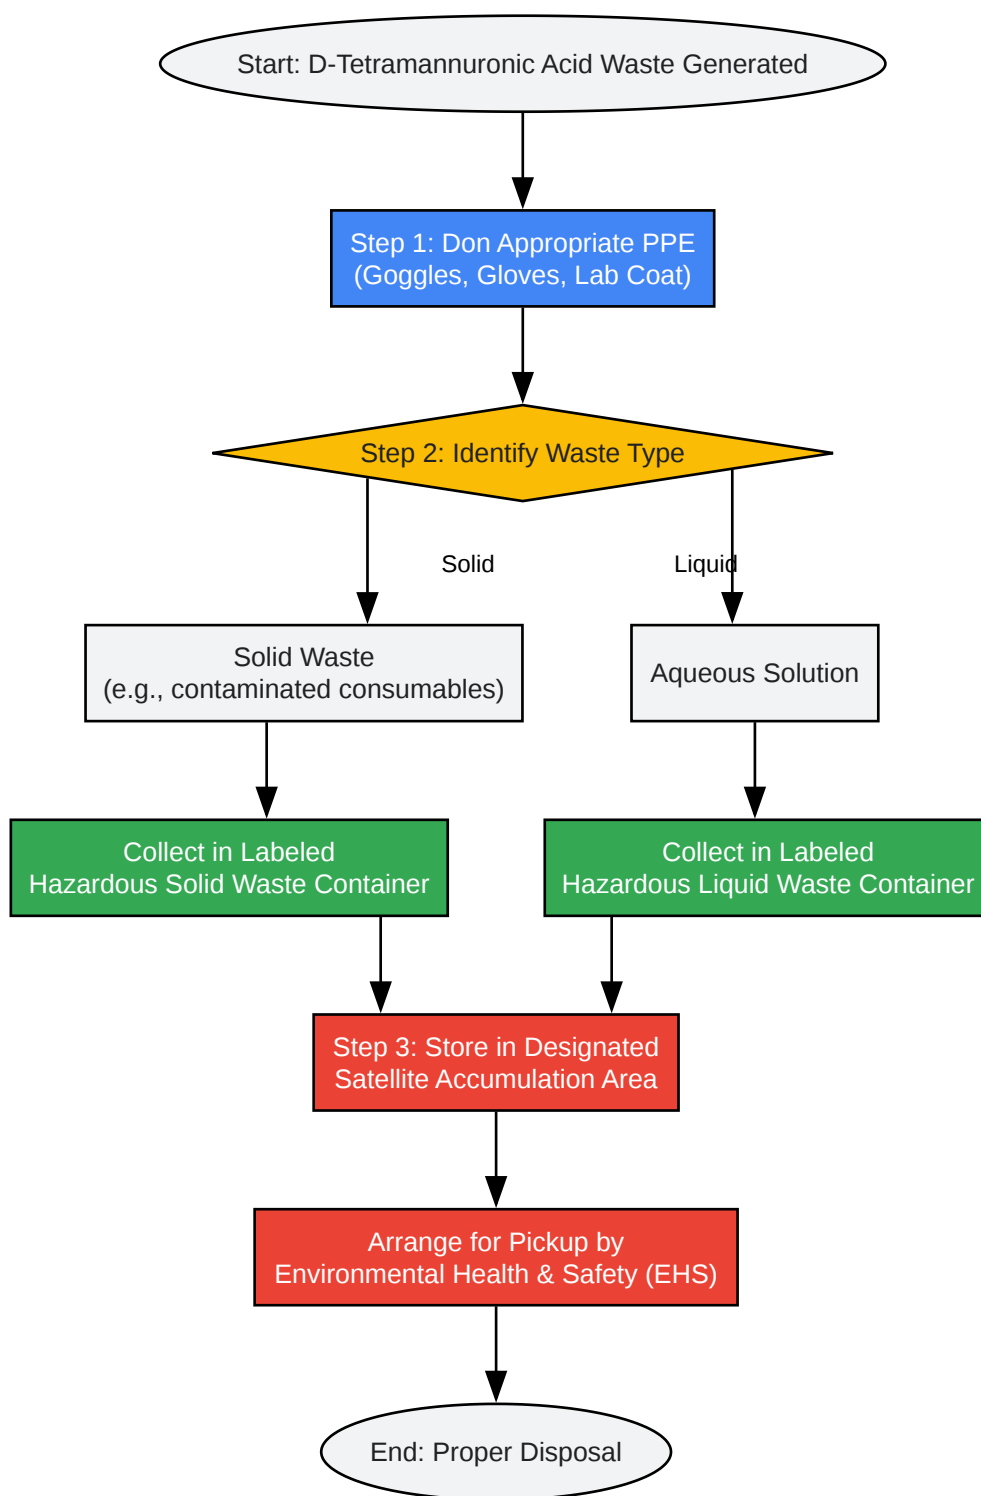 Start: D-Tetramannuronic Acid Waste Generated
Step 1: Don Appropriate PPE
(Goggles, Gloves, Lab Coat)
Step 2: Identify Waste Type
Solid
Liquid
Solid Waste
(e.g., contaminated consumables)
Aqueous Solution
Collect in Labeled
Hazardous Solid Waste Container
Collect in Labeled
Hazardous Liquid Waste Container
Step 3: Store in Designated
Satellite Accumulation Area
Arrange for Pickup by
Environmental Health & Safety (EHS)
End: Proper Disposal